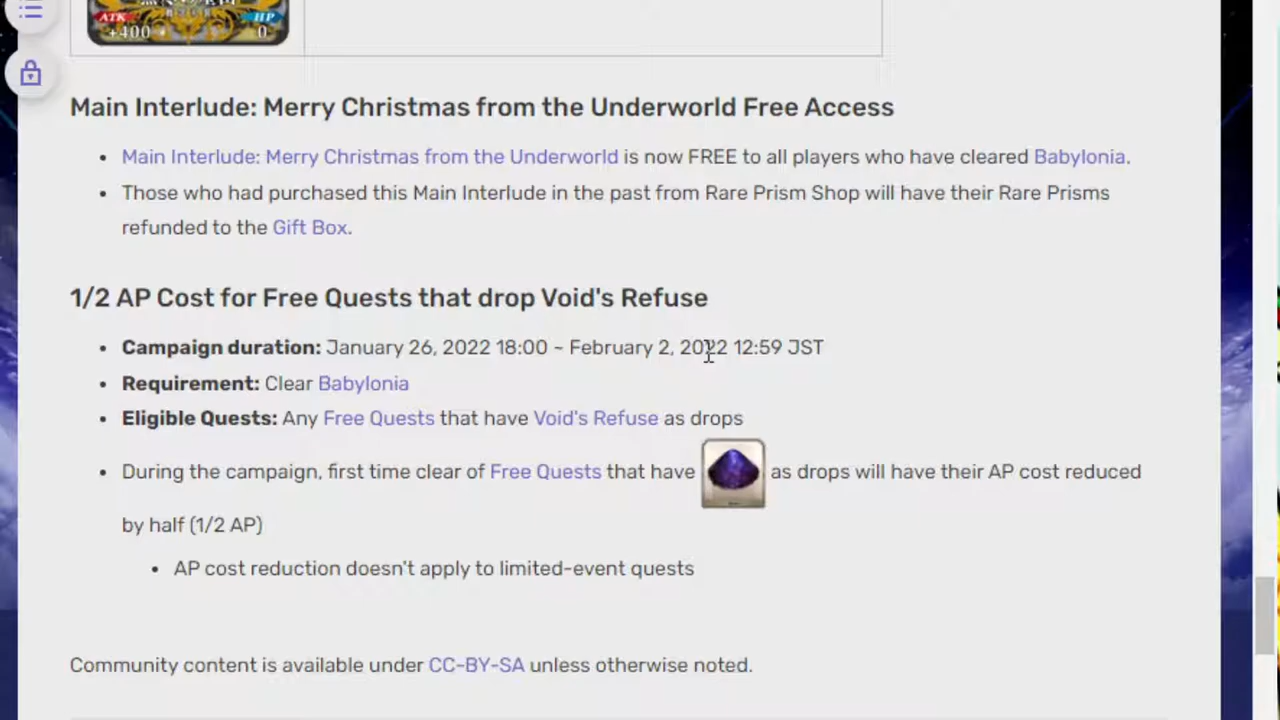 ATK HP
+400 0
Main Interlude: Merry Christmas from the Underworld Free Access
Main Interlude: Merry Christmas from the Underworld is now FREE to all players who have cleared Babylonia.
Those who had purchased this Main Interlude in the past from Rare Prism Shop will have their Rare Prisms
refunded to the Gift Box.
1/2 AP Cost for Free Quests that drop Void's Refuse
Campaign duration: January 26, 2022 18:00 ~ February 2, 2022 12:59 JST
Requirement: Clear Babylonia
Eligible Quests: Any Free Quests that have Void's Refuse as drops
During the campaign, first time clear of Free Quests that have as drops will have their AP cost reduced
by half (1/2 AP)
AP cost reduction doesn't apply to limited-event quests
Community content is available under CC-BY-SA unless otherwise noted.